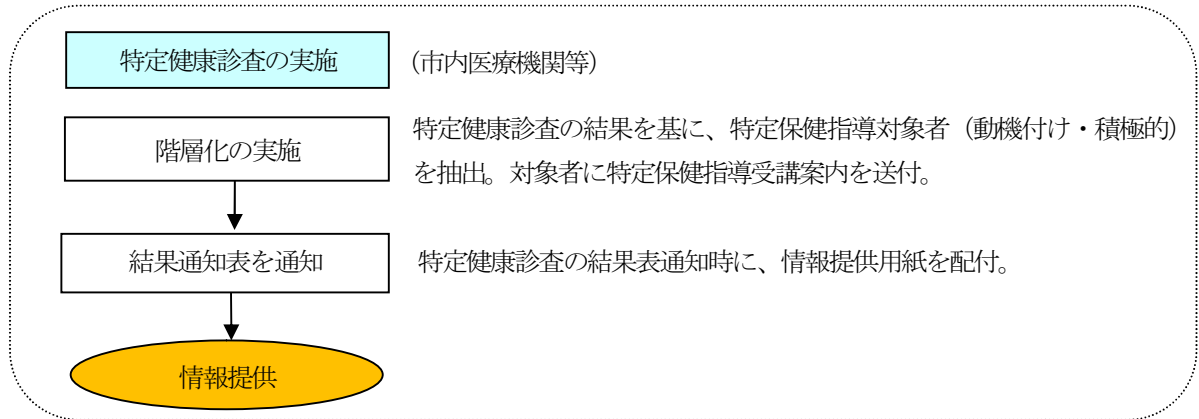 特定健康診査の実施
（市内医療機関等）
階層化の実施
特定健康診査の結果を基に、特定保健指導対象者（動機付け・積極的）
を抽出。対象者に特定保健指導受講案内を送付。
結果通知表を通知
特定健康診査の結果表通知時に、情報提供用紙を配付。
情報提供